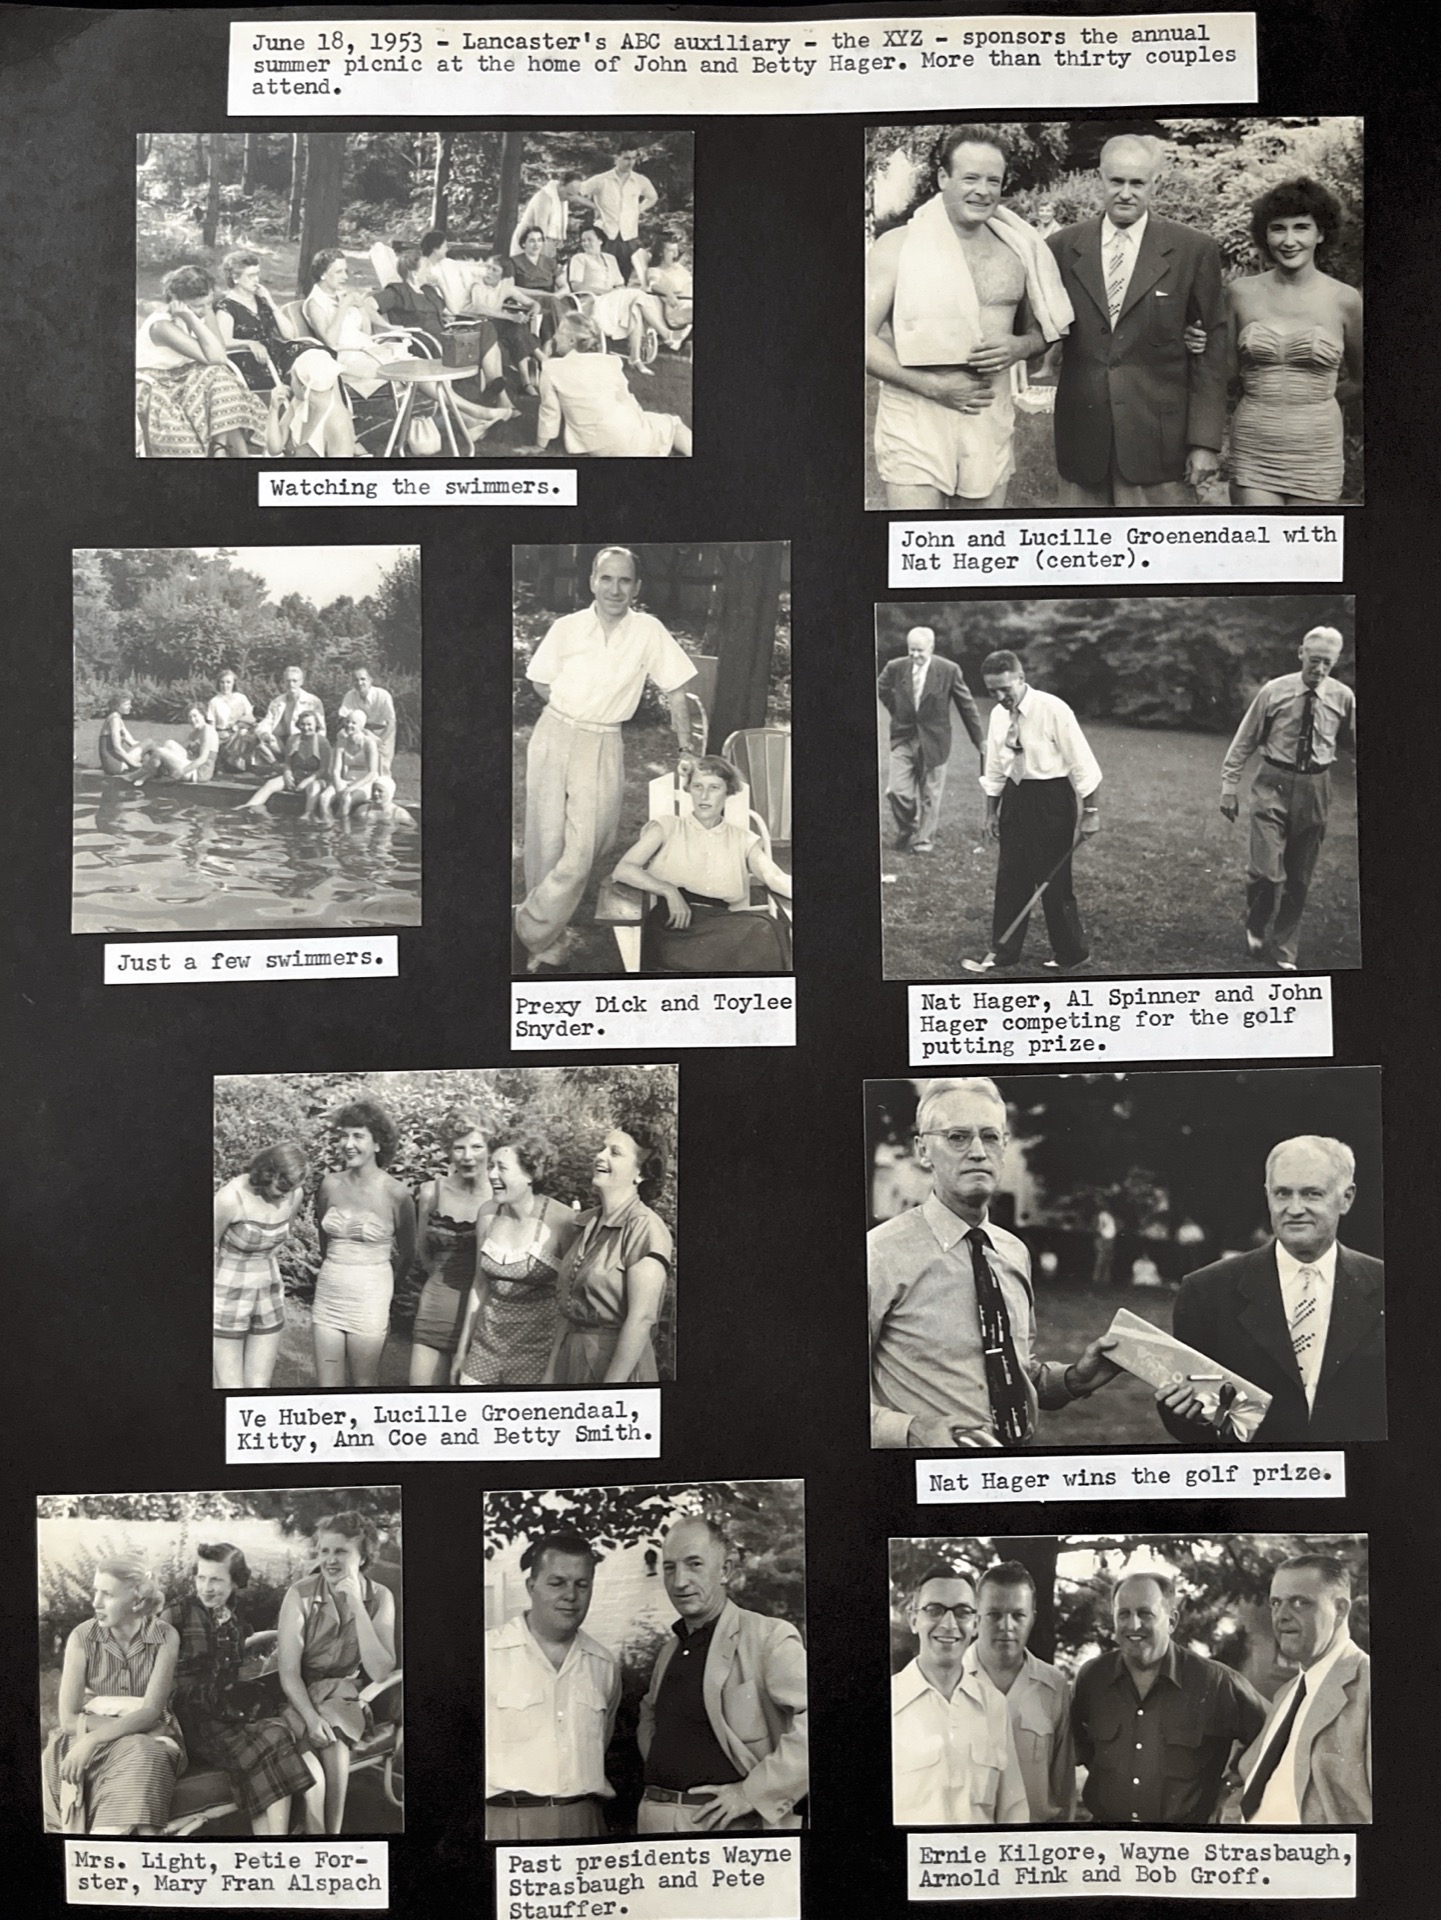 June 18, 1953 - Lancaster's ABC auxiliary - the XYZ - sponsors the annual
summer picnic at the home of John and Betty Hager. More than thirty couples
attend.
Watching the swimmers.
John and Lucille Groenendaal with
Nat Hager (center).
Just a few swimmers.
Prexy Dick and Toylee
Snyder.
Nat Hager, Al Spinner and John
Hager competing for the golf
putting prize.
Ve Huber, Lucille Groenendaal,
Kitty, Ann Coe and Betty Smith.
Nat Hager wins the golf prize.
Mrs. Light, Petie For-
ster, Mary Fran Alspach
Past presidents Wayne
Strasbaugh and Pete
Stauffer.
Ernie Kilgore, Wayne Strasbaugh,
Arnold Fink and Bob Groff.